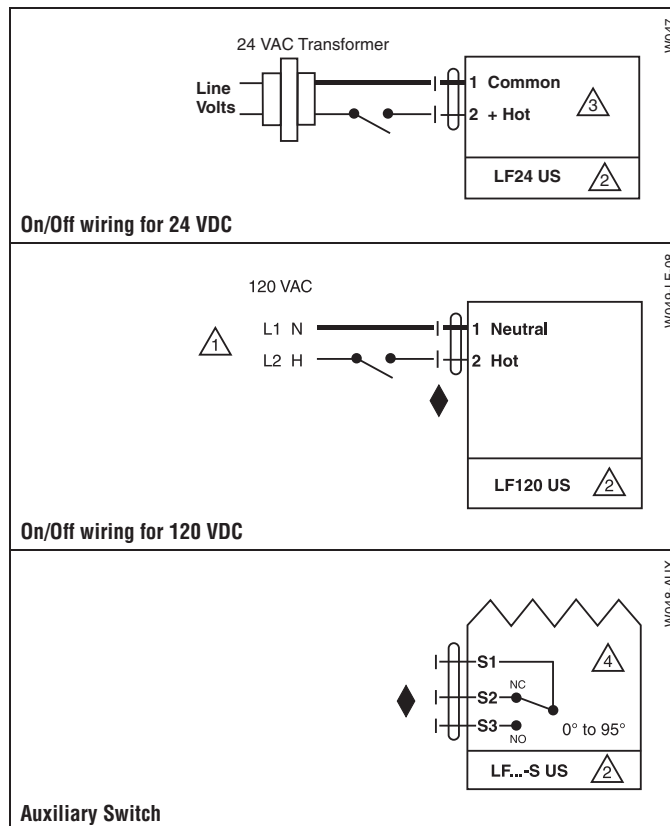 24 VAC Transformer
Line
Volts
1 Common
2 + Hot
3
LF24 US
2
On/Off wiring for 24 VDC
120 VAC
L1 N
1 Neutral
1
L2 H
2 Hot
LF120 US
2
On/Off wiring for 120 VDC
S1
4
NC
S2
S3
NO
0° to 95°
LF...-S US
2
Auxiliary Switch